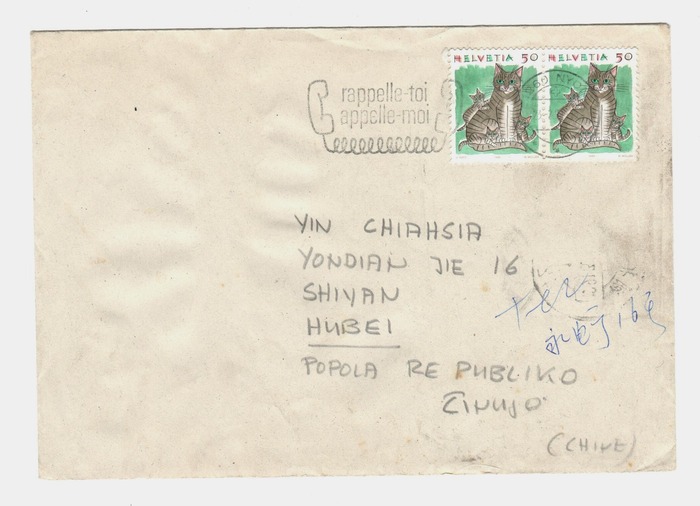 HELVETIA 50 HELVETIA 50
rappelle-toi
appelle-moi
YIN CHIAHSIA
YONDIAN JIE 16
SHIYAN
HUBEI
POPOLA RE PUBLIKO
ĈINUJO
(CHINE)